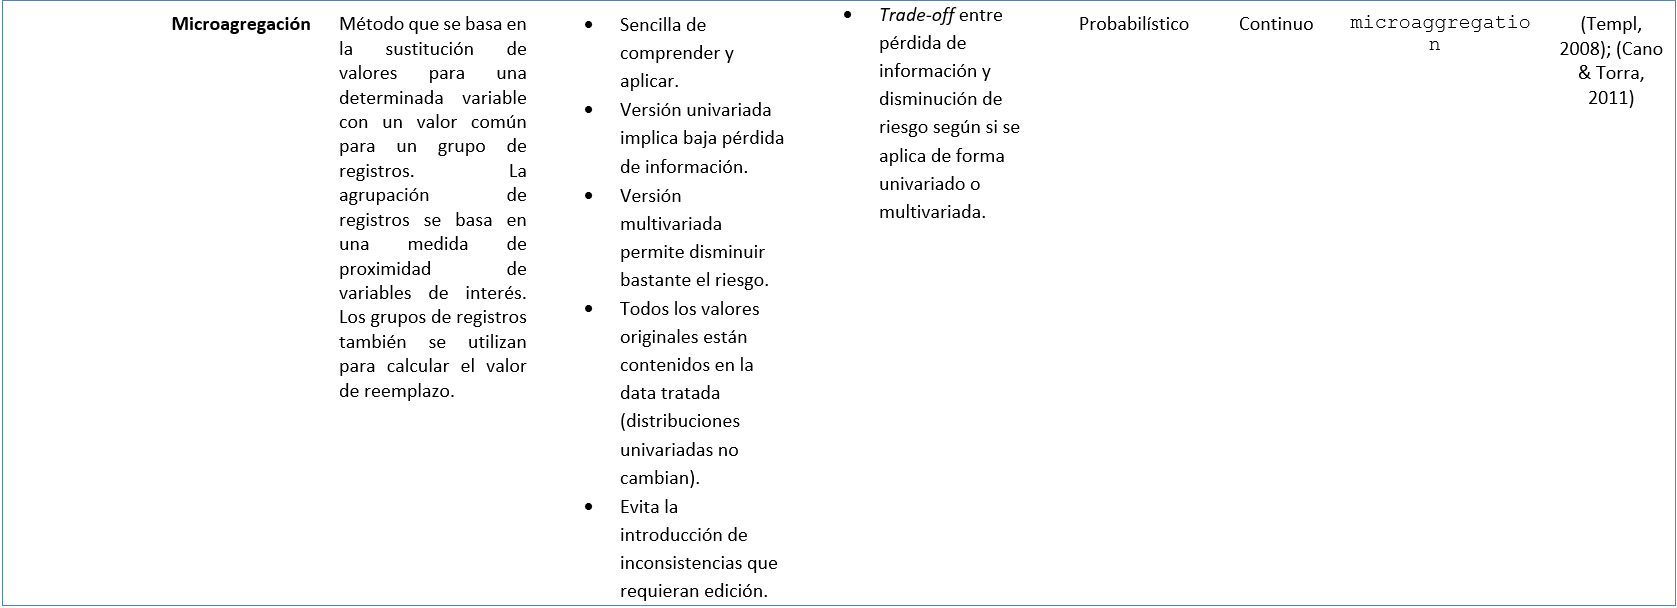 Microagregación
Método que se basa en
la sustitución de
valores para una
determinada variable
con un valor común
para un grupo de
registros. La
agrupación de
registros se basa en
una medida de
proximidad de
variables de interés.
Los grupos de registros
también se utilizan
para calcular el valor
de reemplazo.
• Sencilla de
comprender y
aplicar.
• Versión univariada
implica baja pérdida
de información.
• Versión
multivariada
permite disminuir
bastante el riesgo.
• Todos los valores
originales están
contenidos en la
data tratada
(distribuciones
univariadas no
cambian).
• Evita la
introducción de
inconsistencias que
requieran edición.
• Trade-off entre
pérdida de
información y
disminución de
riesgo según si se
aplica de forma
univariado o
multivariada.
Probabilístico
Continuo
microaggregatio
n
(Templ,
2008); (Cano
& Torra,
2011)